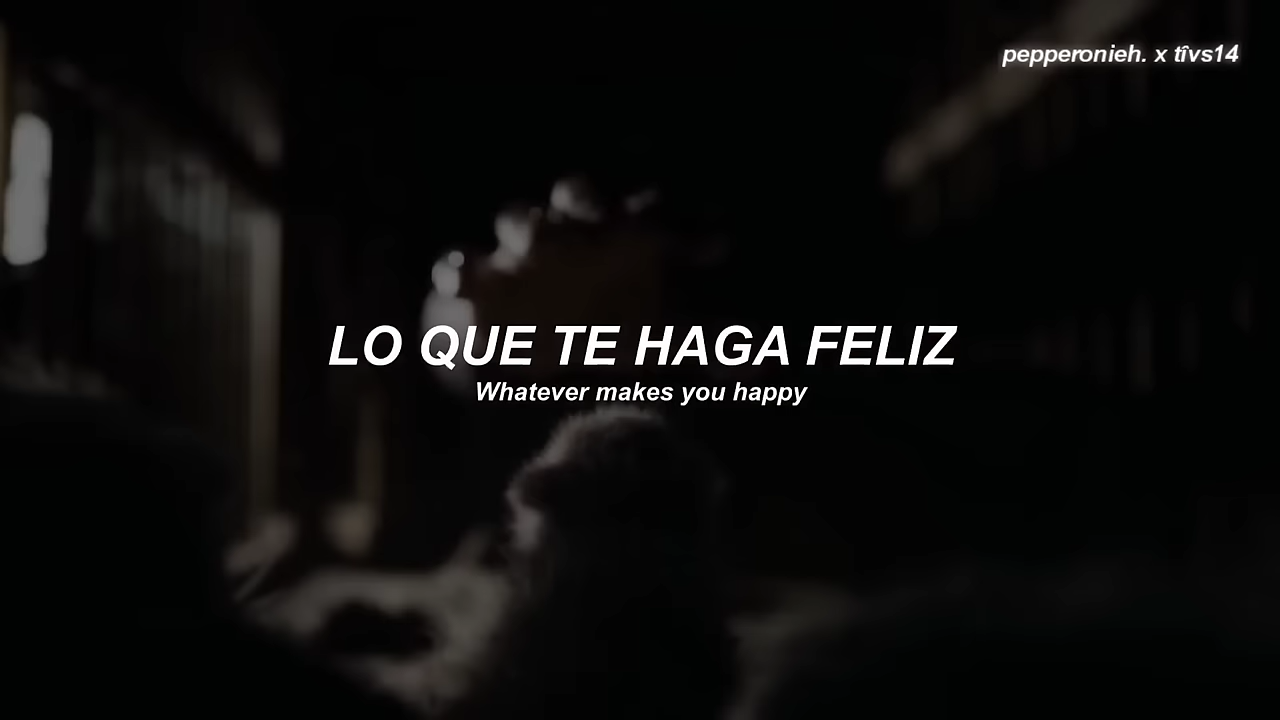 pepperonieh. x tîvs14
LO QUE TE HAGA FELIZ
Whatever makes you happy